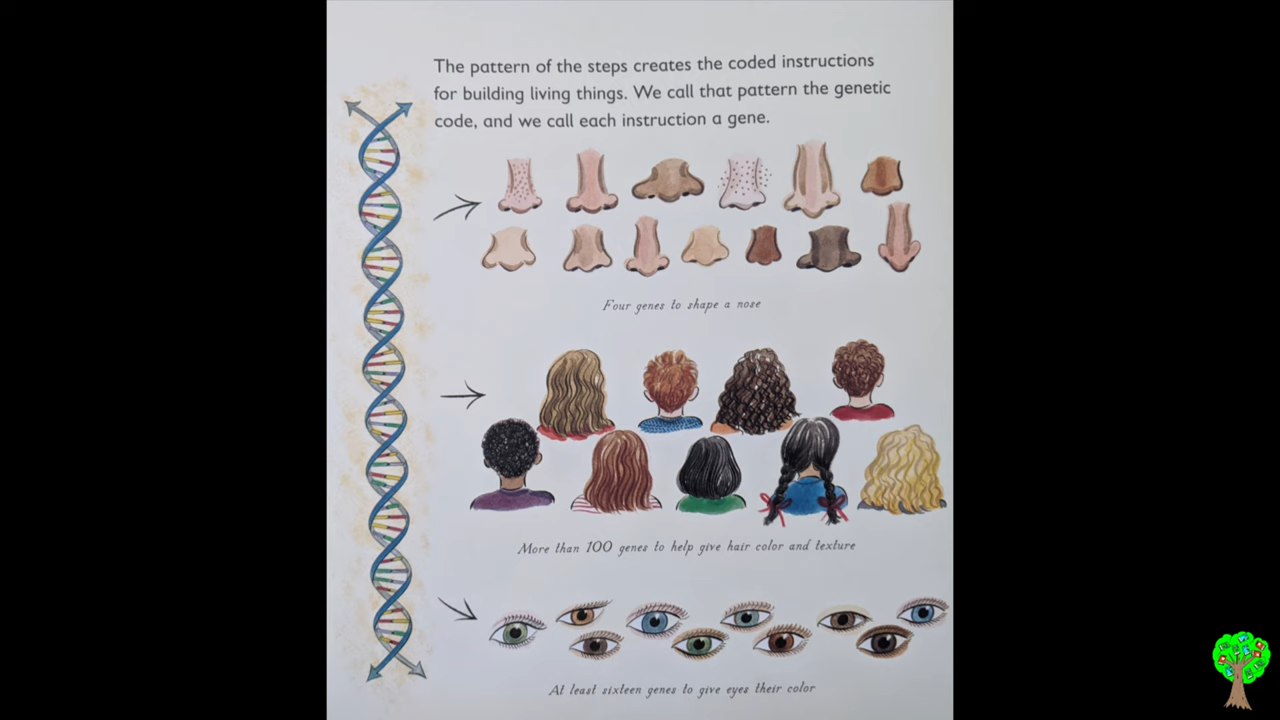 The pattern of the steps creates the coded instructions
for building living things. We call that pattern the genetic
code, and we call each instruction a gene.
Four genes to shape a nose
More than 100 genes to help give hair color and texture
At least sixteen genes to give eyes their color